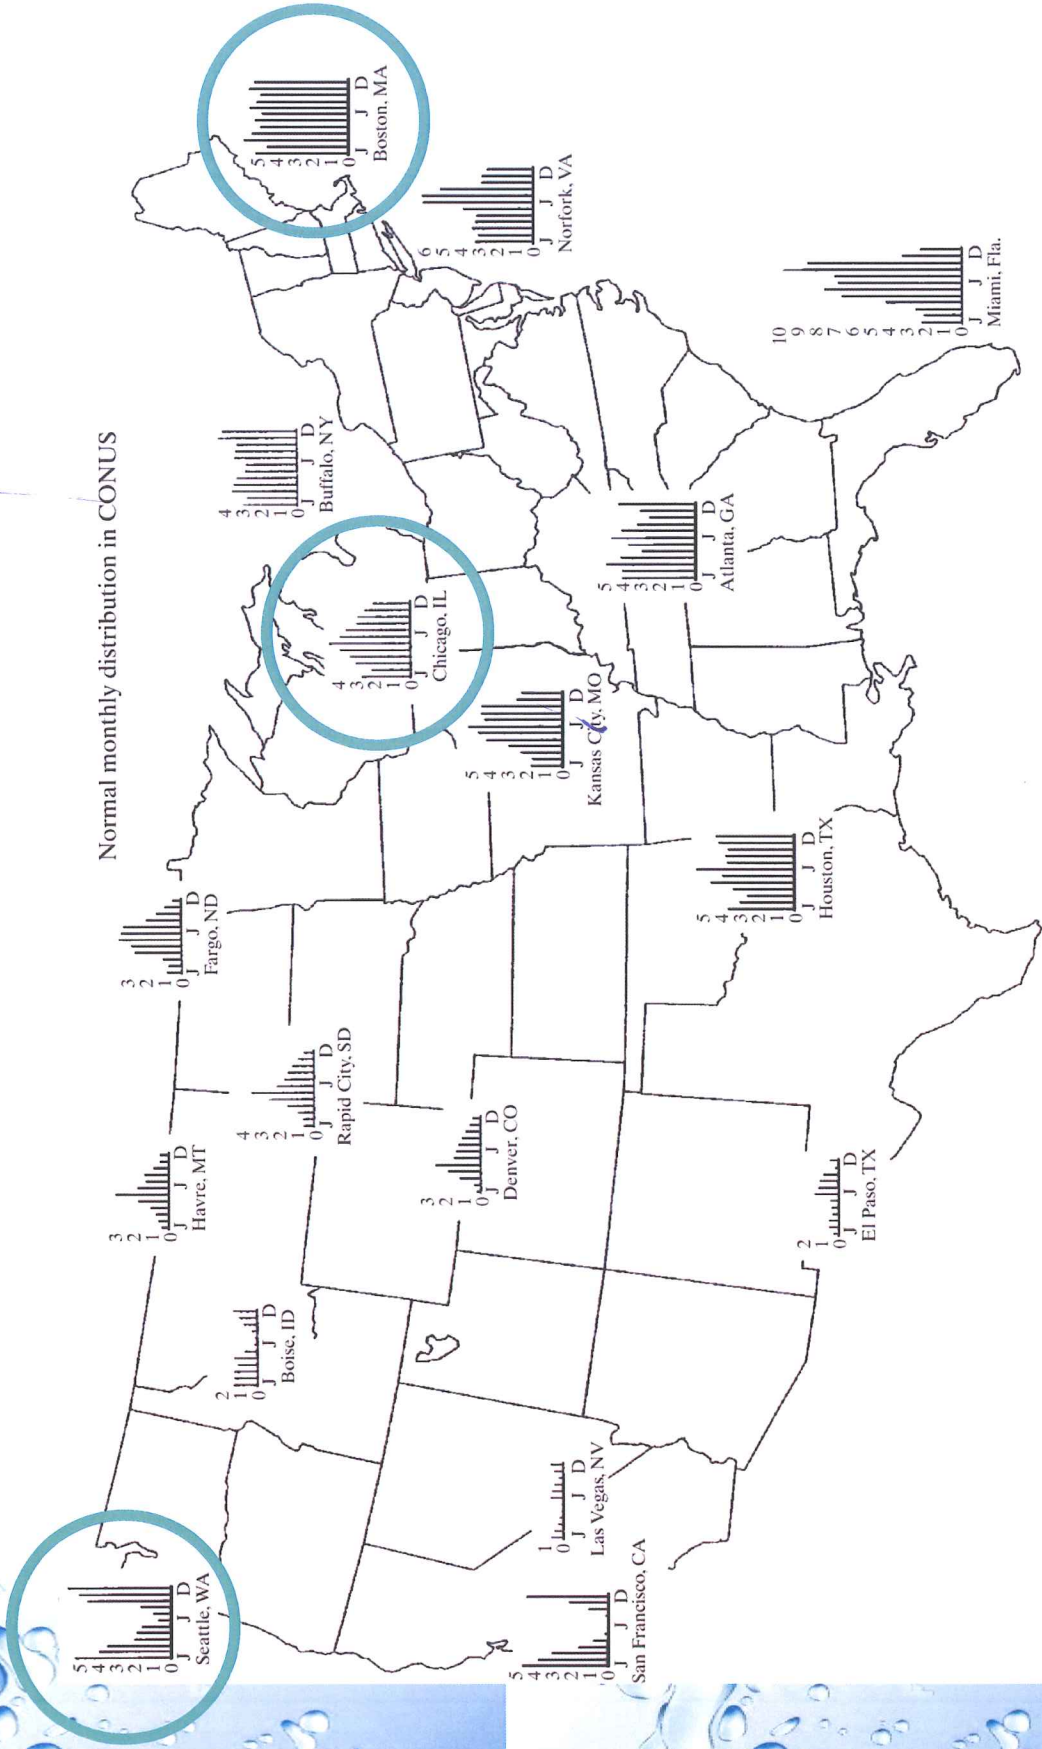 Normal monthly distribution in CONUS
5
4
3
2
1
0
J J D
Seattle, WA
3
2
1
0
J J D
Havre, MT
3
2
1
0
J J D
Fargo, ND
2
1
0
J J D
Boise, ID
4
3
2
1
0
J J D
Rapid City, SD
4
3
2
1
0
J J D
Buffalo, NY
5
4
3
2
1
0
J J D
Boston, MA
4
3
2
1
0
J J D
Chicago, IL
3
2
1
0
J J D
Denver, CO
6
5
4
3
2
1
0
J J D
Norfork, VA
1
0
J J D
Las Vegas, NV
5
4
3
2
1
0
J J D
Kansas City, MO
5
4
3
2
1
0
J J D
San Francisco, CA
5
4
3
2
1
0
J J D
Atlanta, GA
5
4
3
2
1
0
J J D
Houston, TX
2
1
0
J J D
El Paso, TX
10
9
8
7
6
5
4
3
2
1
0
J J D
Miami, Fla.